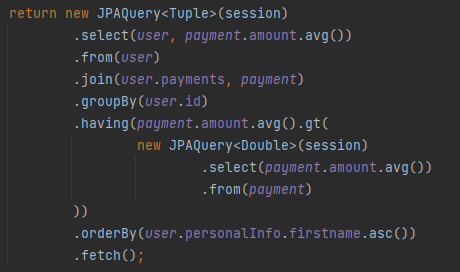 return new JPAQuery<Tuple>(session)
        .select(user, payment.amount.avg())
        .from(user)
        .join(user.payments, payment)
        .groupBy(user.id)
        .having(payment.amount.avg().gt(
                new JPAQuery<Double>(session)
                        .select(payment.amount.avg())
                        .from(payment)
        ))
        .orderBy(user.personalInfo.firstname.asc())
        .fetch();